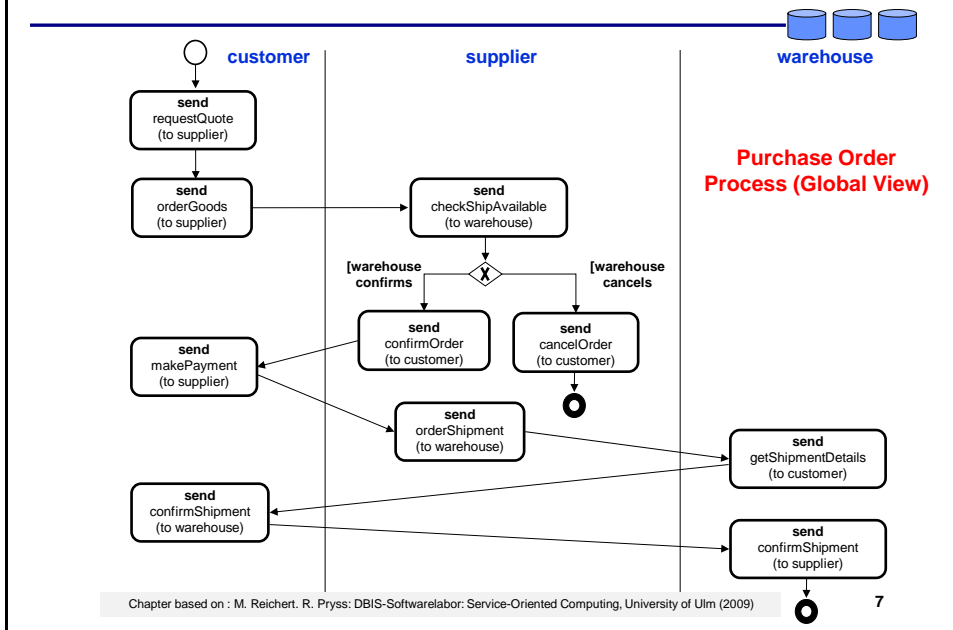 customer
supplier
warehouse
send
requestQuote
(to supplier)
Purchase Order
Process (Global View)
send
orderGoods
(to supplier)
send
checkShipAvailable
(to warehouse)
[warehouse
confirms
X
[warehouse
cancels
send
confirmOrder
(to customer)
send
cancelOrder
(to customer)
send
makePayment
(to supplier)
send
orderShipment
(to warehouse)
send
getShipmentDetails
(to customer)
send
confirmShipment
(to warehouse)
send
confirmShipment
(to supplier)
Chapter based on : M. Reichert. R. Pryss: DBIS-Softwarelabor: Service-Oriented Computing, University of Ulm (2009)
7